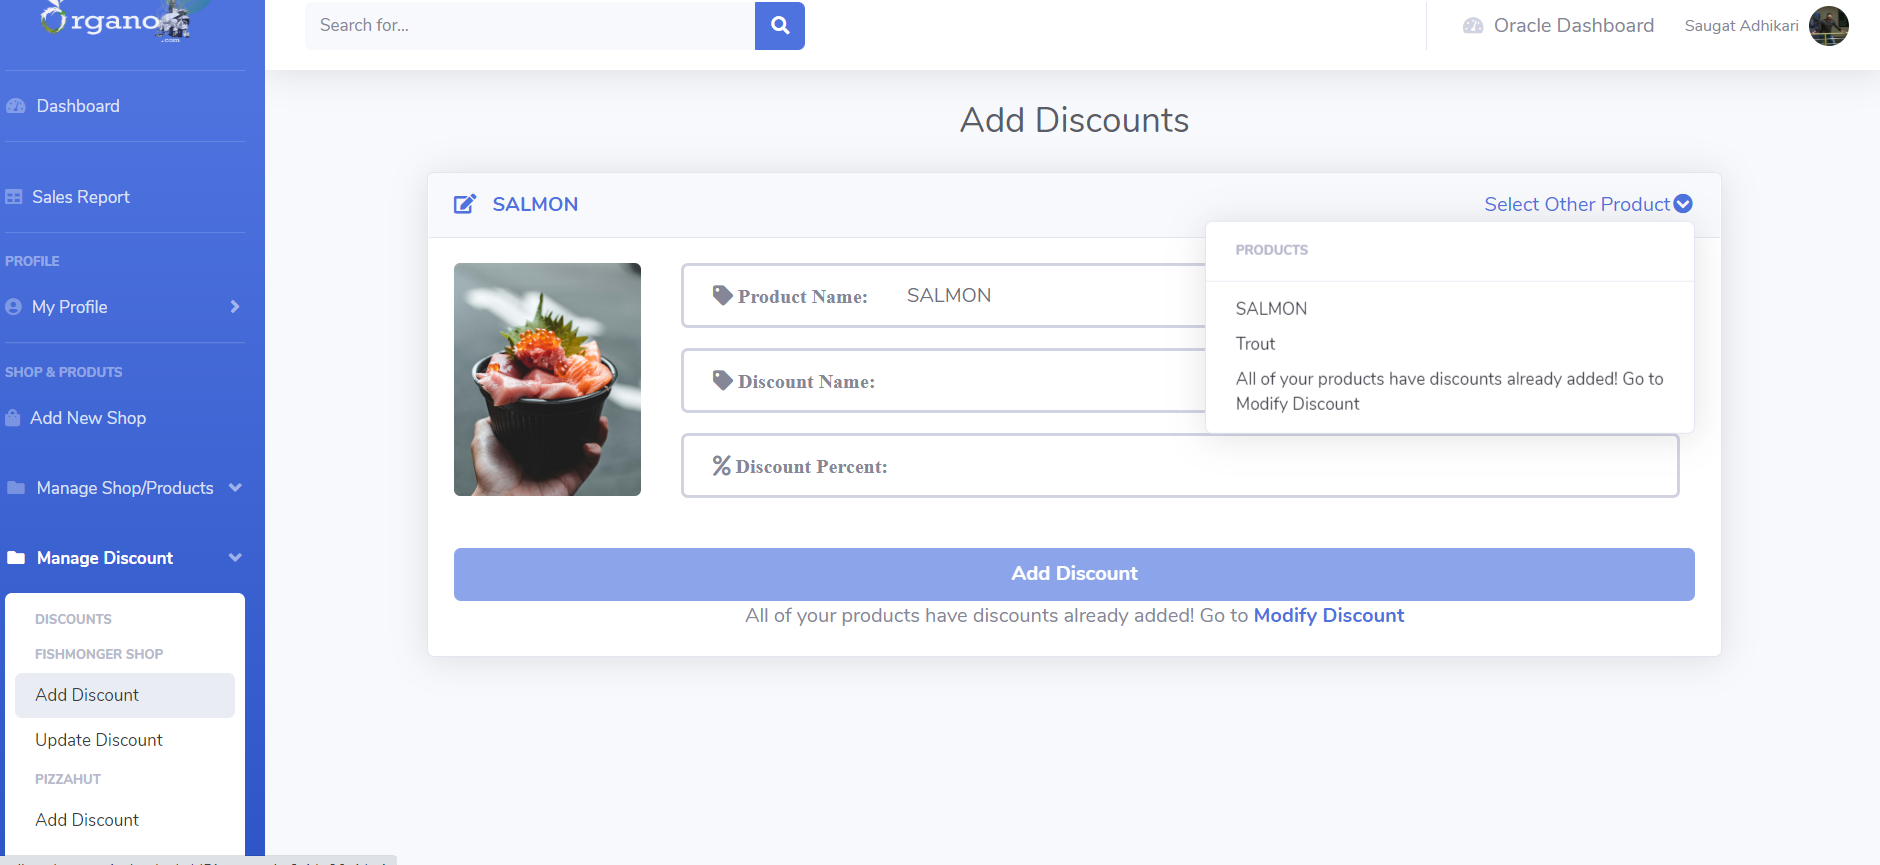 Organo
.com
Search for...
Oracle Dashboard
Saugat Adhikari
Dashboard
Sales Report
PROFILE
My Profile
SHOP & PRODUTS
Add New Shop
Manage Shop/Products
Manage Discount
DISCOUNTS
FISHMONGER SHOP
Add Discount
Update Discount
PIZZAHUT
Add Discount
Add Discounts
SALMON
Select Other Product
PRODUCTS
SALMON
Trout
All of your products have discounts already added! Go to
Modify Discount
Product Name: SALMON
Discount Name:
% Discount Percent:
Add Discount
All of your products have discounts already added! Go to Modify Discount